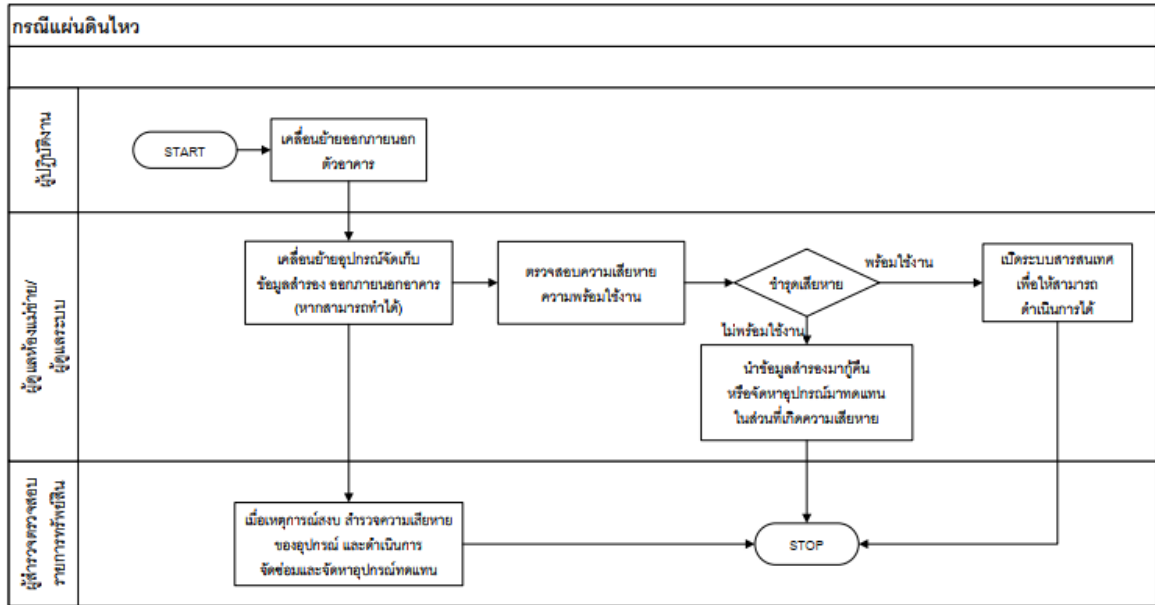 กรณีแผ่นดินไหว
ผู้ปฏิบัติงาน
START
เคลื่อนย้ายออกภายนอก
ตัวอาคาร
ผู้ดูแลห้องแม่ข่าย/
ผู้ดูแลระบบ
เคลื่อนย้ายอุปกรณ์จัดเก็บ
ข้อมูลสำรอง ออกภายนอกอาคาร
(หากสามารถทำได้)
ตรวจสอบความเสียหาย
ความพร้อมใช้งาน
ชำรุดเสียหาย
พร้อมใช้งาน
เปิดระบบสารสนเทศ
เพื่อให้สามารถ
ดำเนินการได้
ไม่พร้อมใช้งาน
นำข้อมูลสำรองมากู้คืน
หรือจัดหาอุปกรณ์มาทดแทน
ในส่วนที่เกิดความเสียหาย
ผู้สำรวจตรวจสอบ
รายการทรัพย์สิน
เมื่อเหตุการณ์สงบ สำรวจความเสียหาย
ของอุปกรณ์ และดำเนินการ
จัดซ่อมและจัดหาอุปกรณ์ทดแทน
STOP